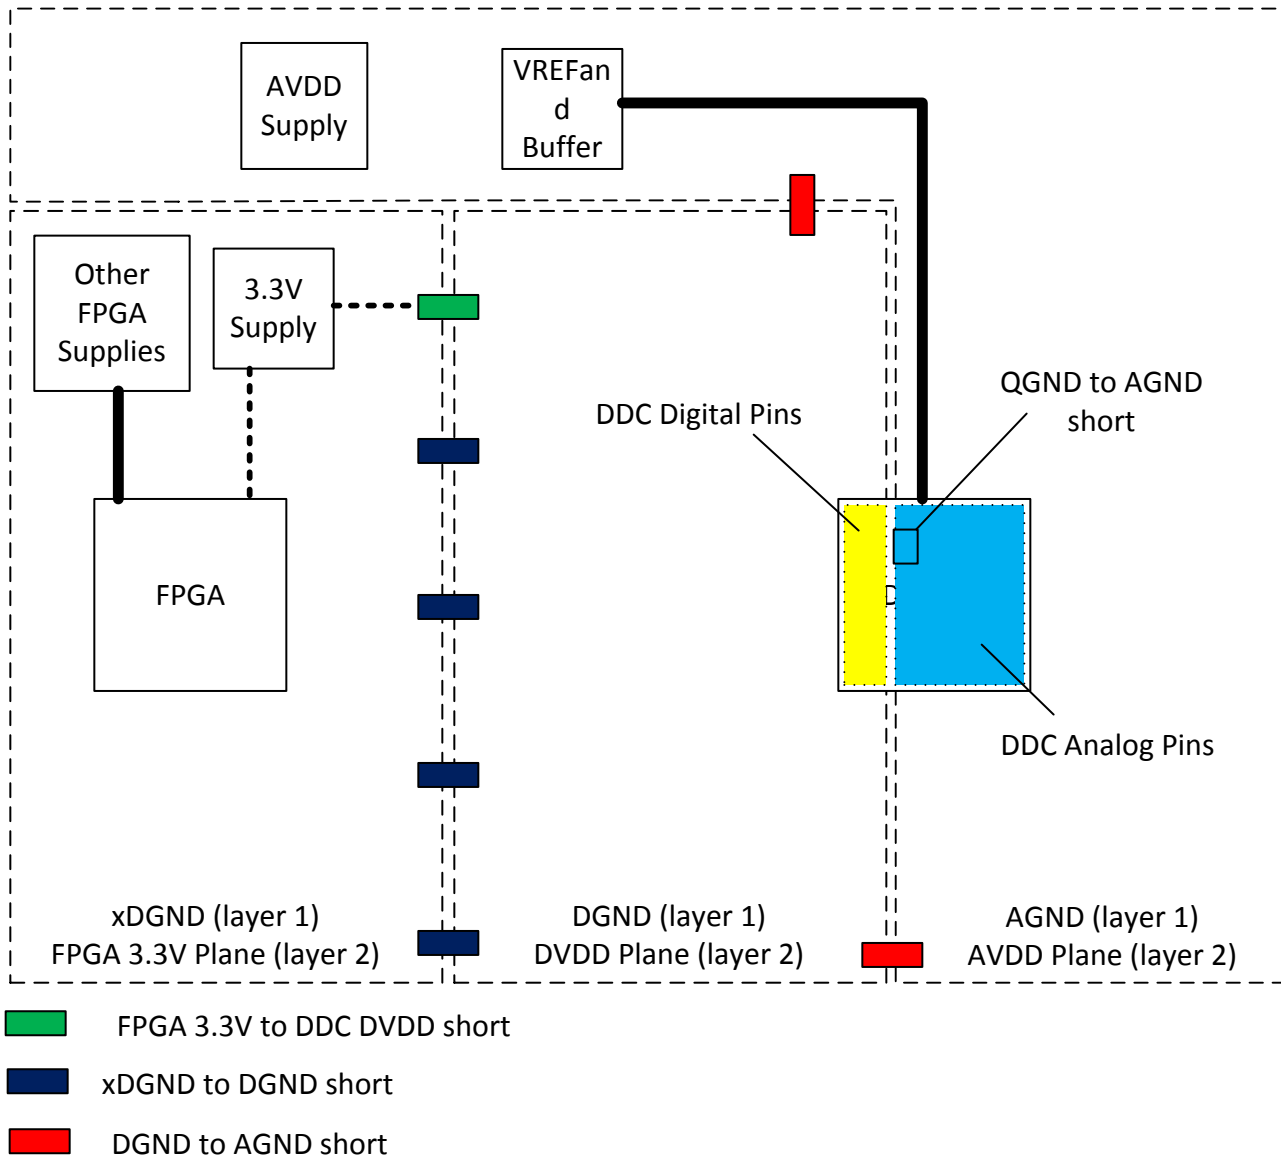 AVDD
Supply
VREFan
d
Buffer
Other
FPGA
Supplies
3.3V
Supply
QGND to AGND
short
DDC Digital Pins
FPGA
D
DDC Analog Pins
xDGND (layer 1)
FPGA 3.3V Plane (layer 2)
DGND (layer 1)
DVDD Plane (layer 2)
AGND (layer 1)
AVDD Plane (layer 2)
FPGA 3.3V to DDC DVDD short
xDGND to DGND short
DGND to AGND short